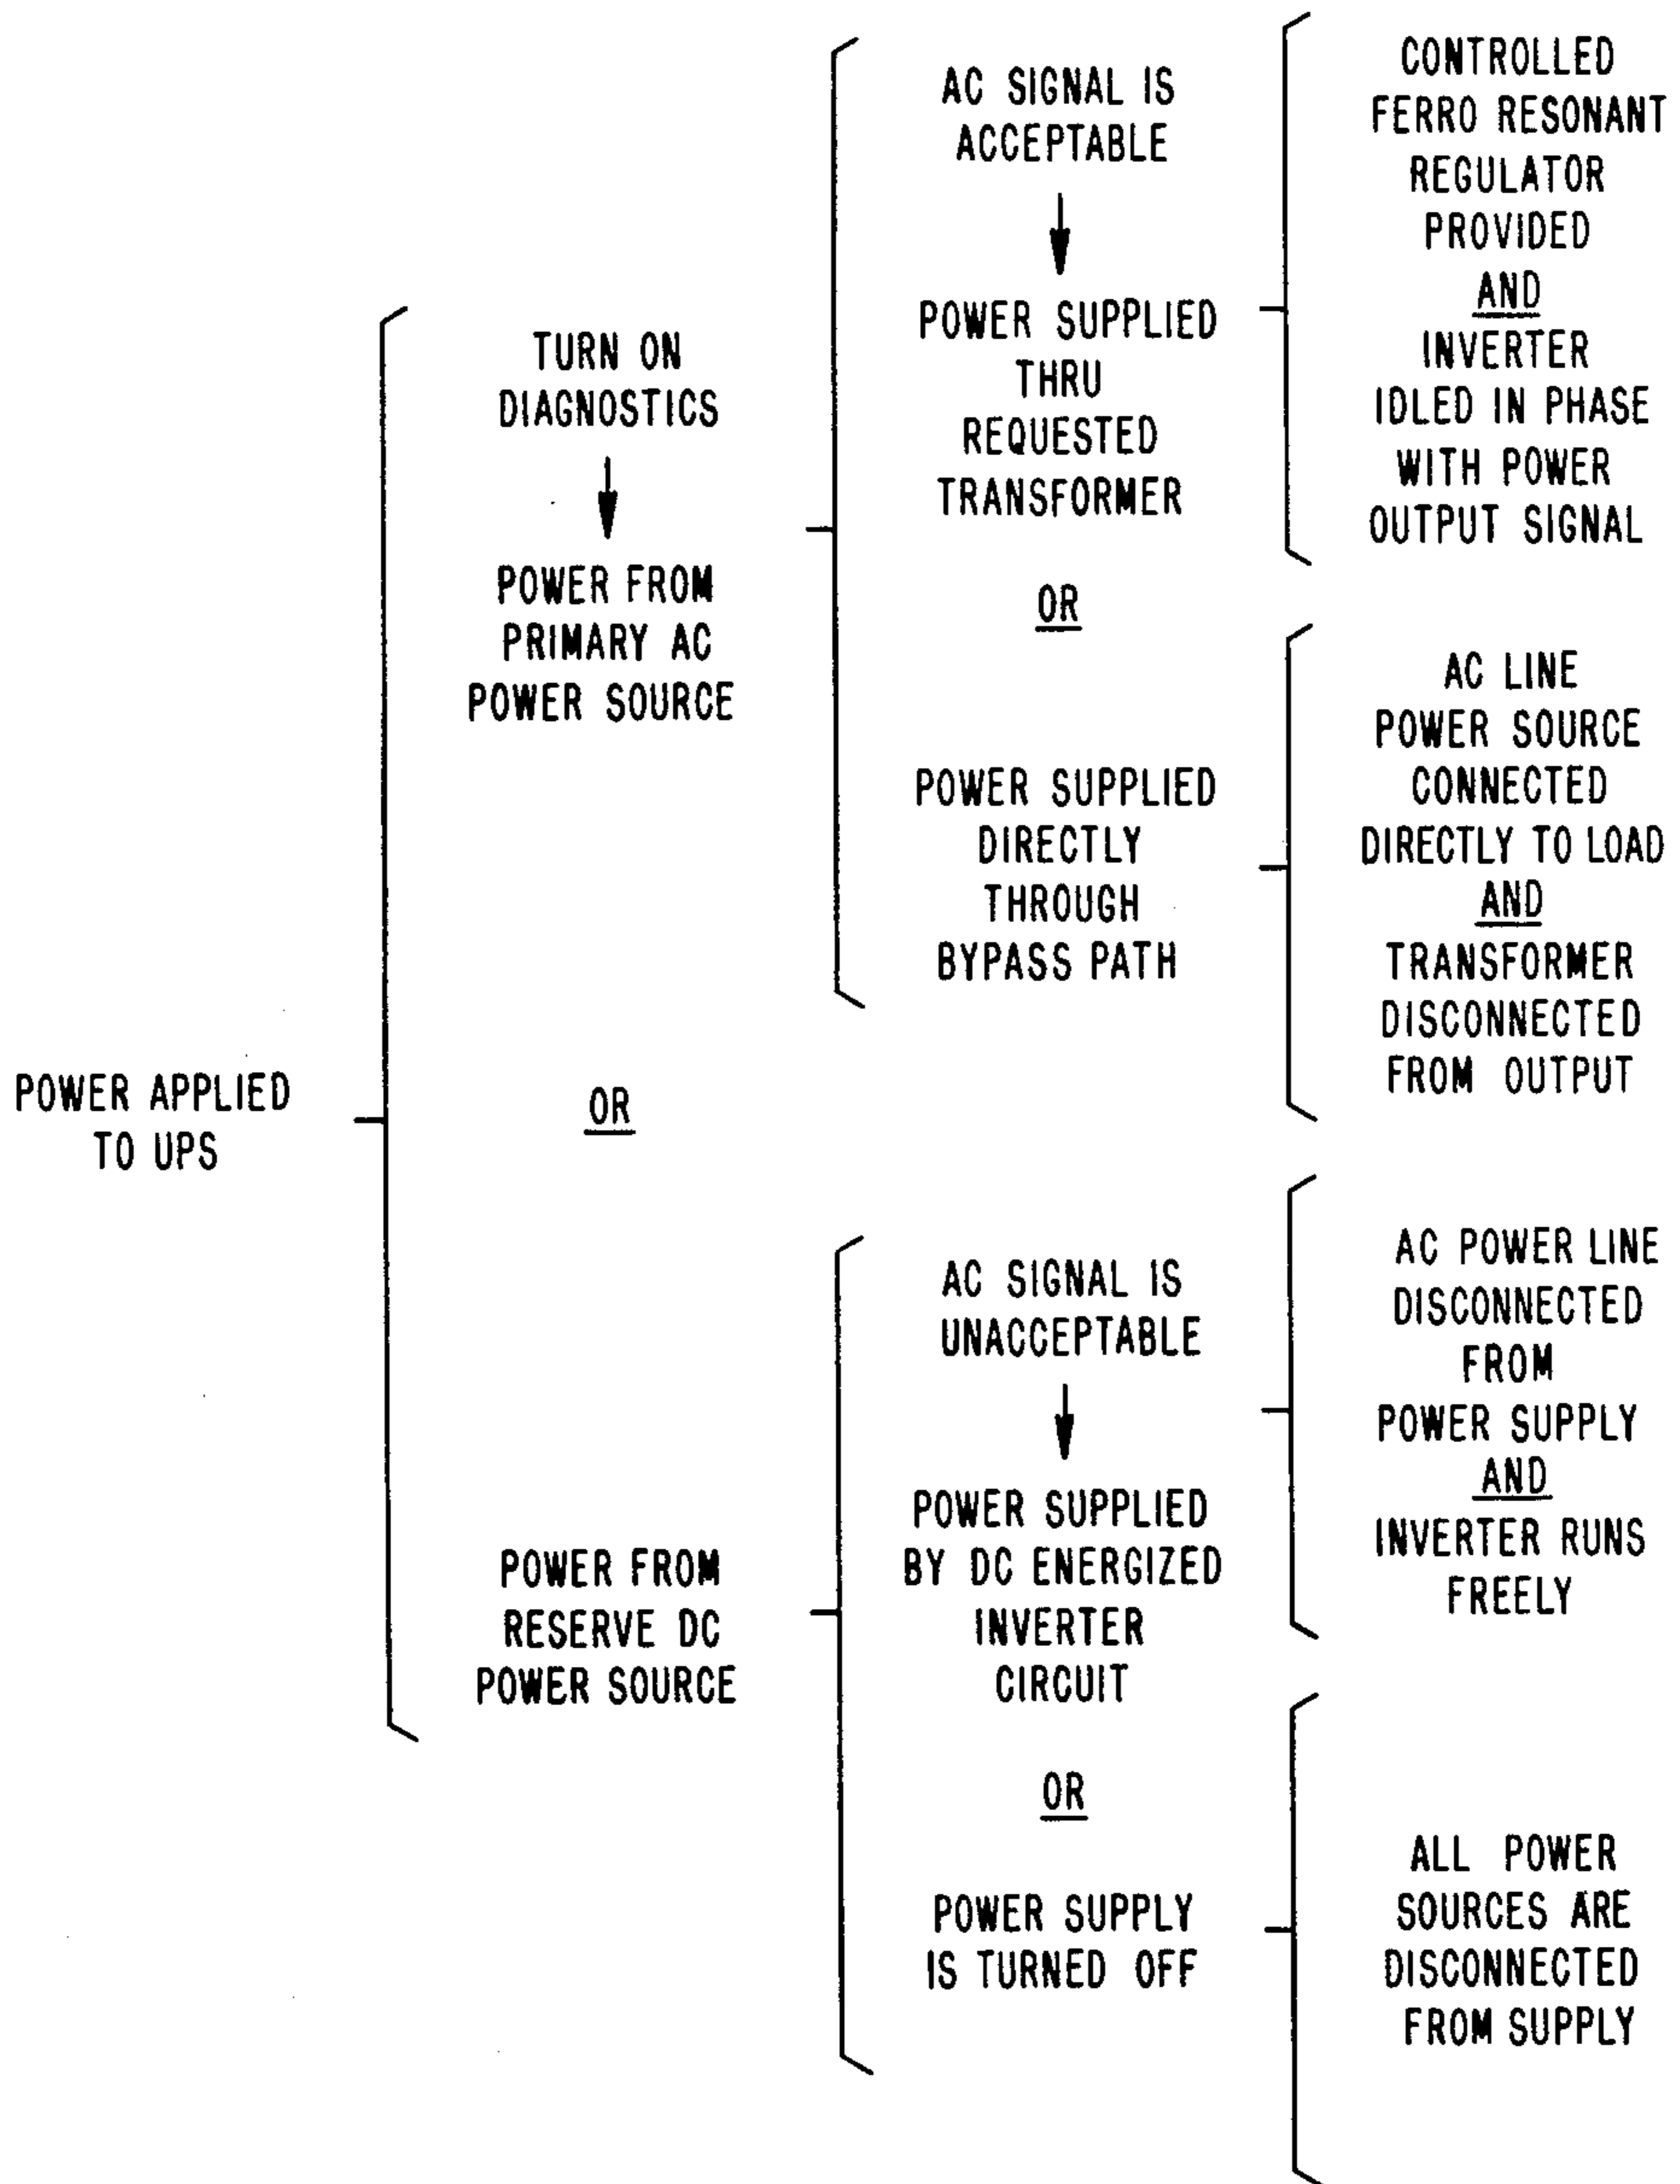 POWER APPLIED
TO UPS
TURN ON
DIAGNOSTICS
POWER FROM
PRIMARY AC
POWER SOURCE
OR
POWER FROM
RESERVE DC
POWER SOURCE
AC SIGNAL IS
ACCEPTABLE
POWER SUPPLIED
THRU
REQUESTED
TRANSFORMER
OR
POWER SUPPLIED
DIRECTLY
THROUGH
BYPASS PATH
AC SIGNAL IS
UNACCEPTABLE
POWER SUPPLIED
BY DC ENERGIZED
INVERTER
CIRCUIT
OR
POWER SUPPLY
IS TURNED OFF
CONTROLLED
FERRO RESONANT
REGULATOR
PROVIDED
AND
INVERTER
IDLED IN PHASE
WITH POWER
OUTPUT SIGNAL
AC LINE
POWER SOURCE
CONNECTED
DIRECTLY TO LOAD
AND
TRANSFORMER
DISCONNECTED
FROM OUTPUT
AC POWER LINE
DISCONNECTED
FROM
POWER SUPPLY
AND
INVERTER RUNS
FREELY
ALL POWER
SOURCES ARE
DISCONNECTED
FROM SUPPLY